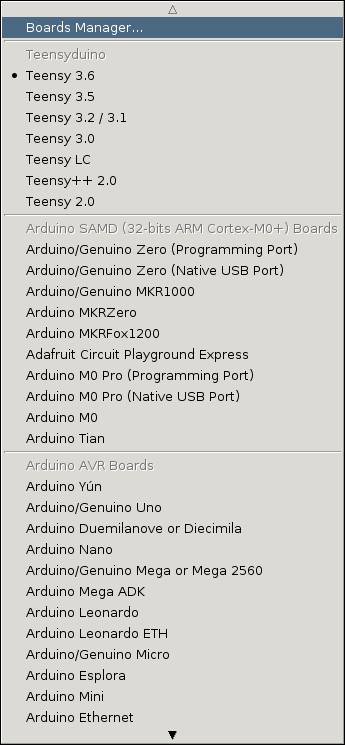 Boards Manager...
Teensyduino
Teensy 3.6
Teensy 3.5
Teensy 3.2 / 3.1
Teensy 3.0
Teensy LC
Teensy++ 2.0
Teensy 2.0
Arduino SAMD (32-bits ARM Cortex-M0+) Boards
Arduino/Genuino Zero (Programming Port)
Arduino/Genuino Zero (Native USB Port)
Arduino/Genuino MKR1000
Arduino MKRZero
Arduino MKRFox1200
Adafruit Circuit Playground Express
Arduino M0 Pro (Programming Port)
Arduino M0 Pro (Native USB Port)
Arduino M0
Arduino Tian
Arduino AVR Boards
Arduino Yún
Arduino/Genuino Uno
Arduino Duemilanove or Diecimila
Arduino Nano
Arduino/Genuino Mega or Mega 2560
Arduino Mega ADK
Arduino Leonardo
Arduino Leonardo ETH
Arduino/Genuino Micro
Arduino Esplora
Arduino Mini
Arduino Ethernet